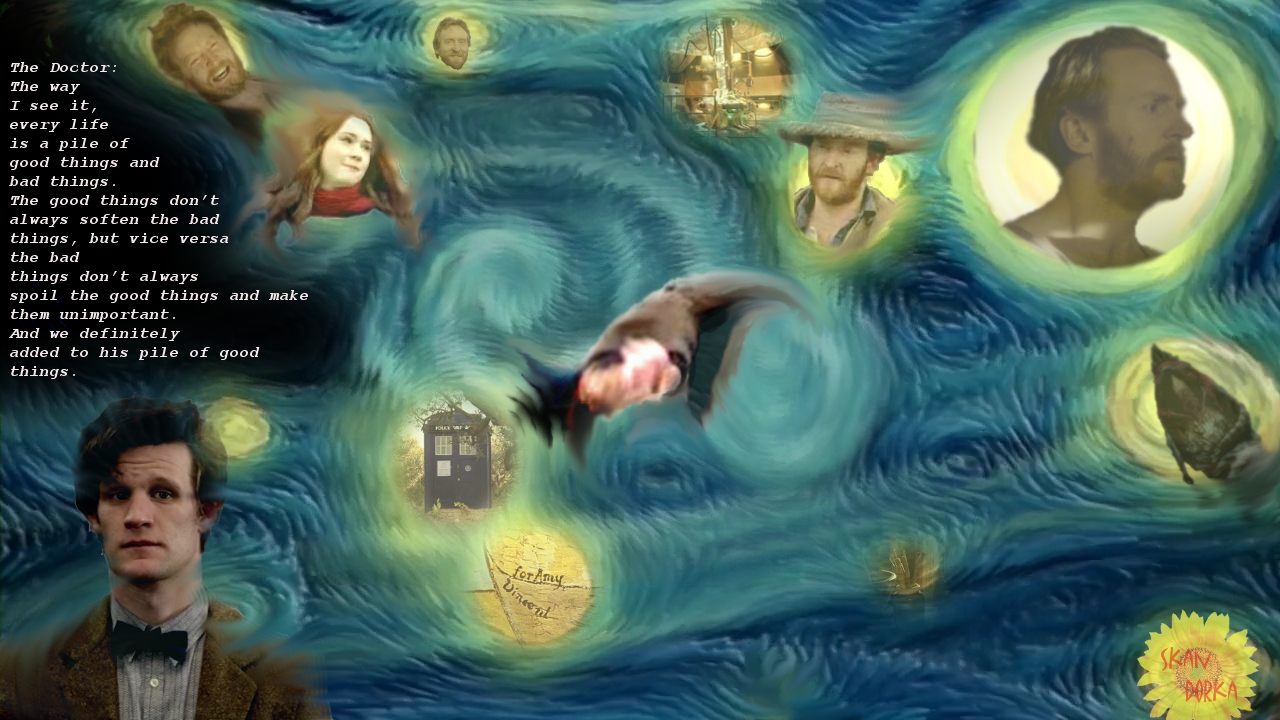 The Doctor:
The way
I see it,
every life
is a pile of
good things and
bad things.
The good things don't
always soften the bad
things, but vice versa
the bad
things don't always
spoil the good things and make
them unimportant.
And we definitely
added to his pile of good
things.
for Amy
Vincent
SKAN
DORKA